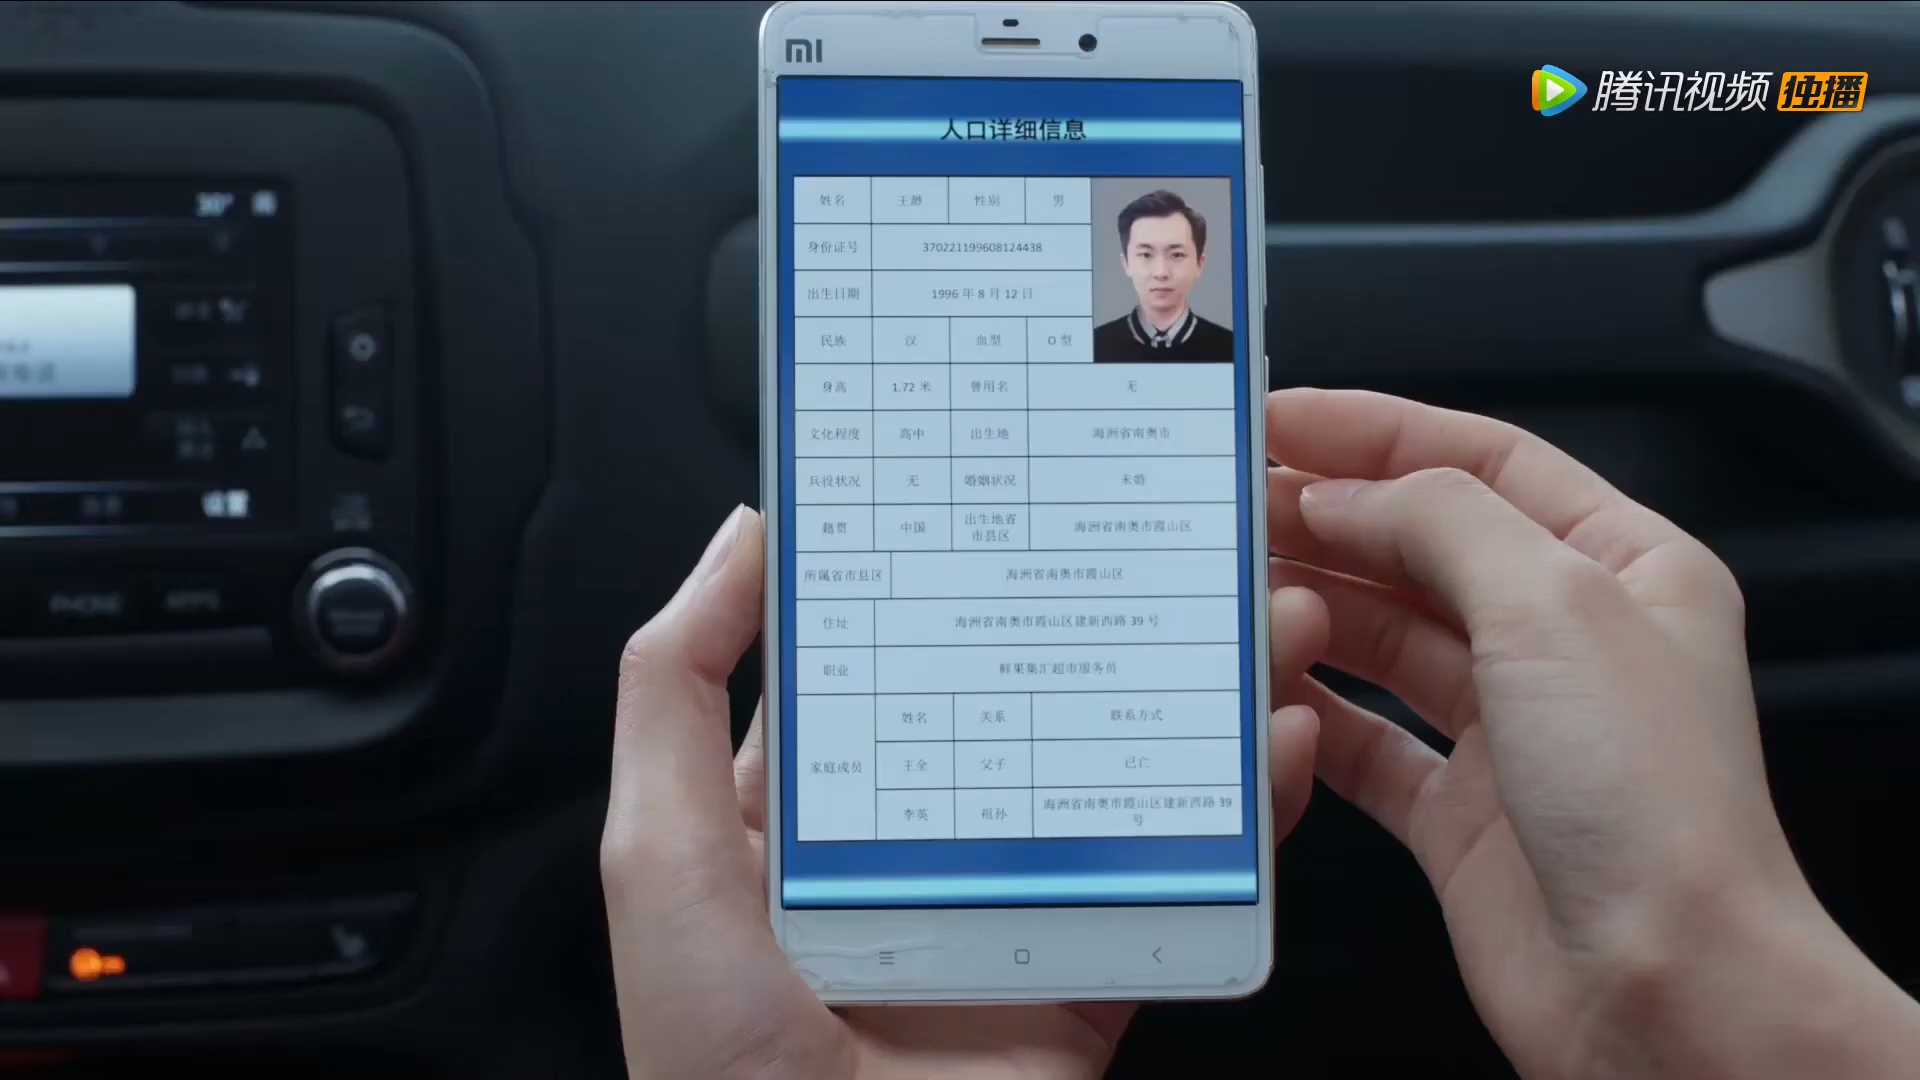 mi
腾讯视频 独播
人口详细信息
姓名 王渺 性别 男
身份证号 370221199608124438
出生日期 1996 年 8 月 12 日
民族 汉 血型 O 型
身高 1.72 米 曾用名 无
文化程度 高中 出生地 海洲省南奥市
兵役状况 无 婚姻状况 未婚
籍贯 中国 出生地省
市县区 海洲省南奥市霞山区
所属省市县区 海洲省南奥市霞山区
住址 海洲省南奥市霞山区建新西路 39 号
职业 鲜果集汇超市服务员
家庭成员
姓名 关系 联系方式
王全 父子 已亡
李英 祖孙 海洲省南奥市霞山区建新西路 39
号
30°
设置
PHONE APPS